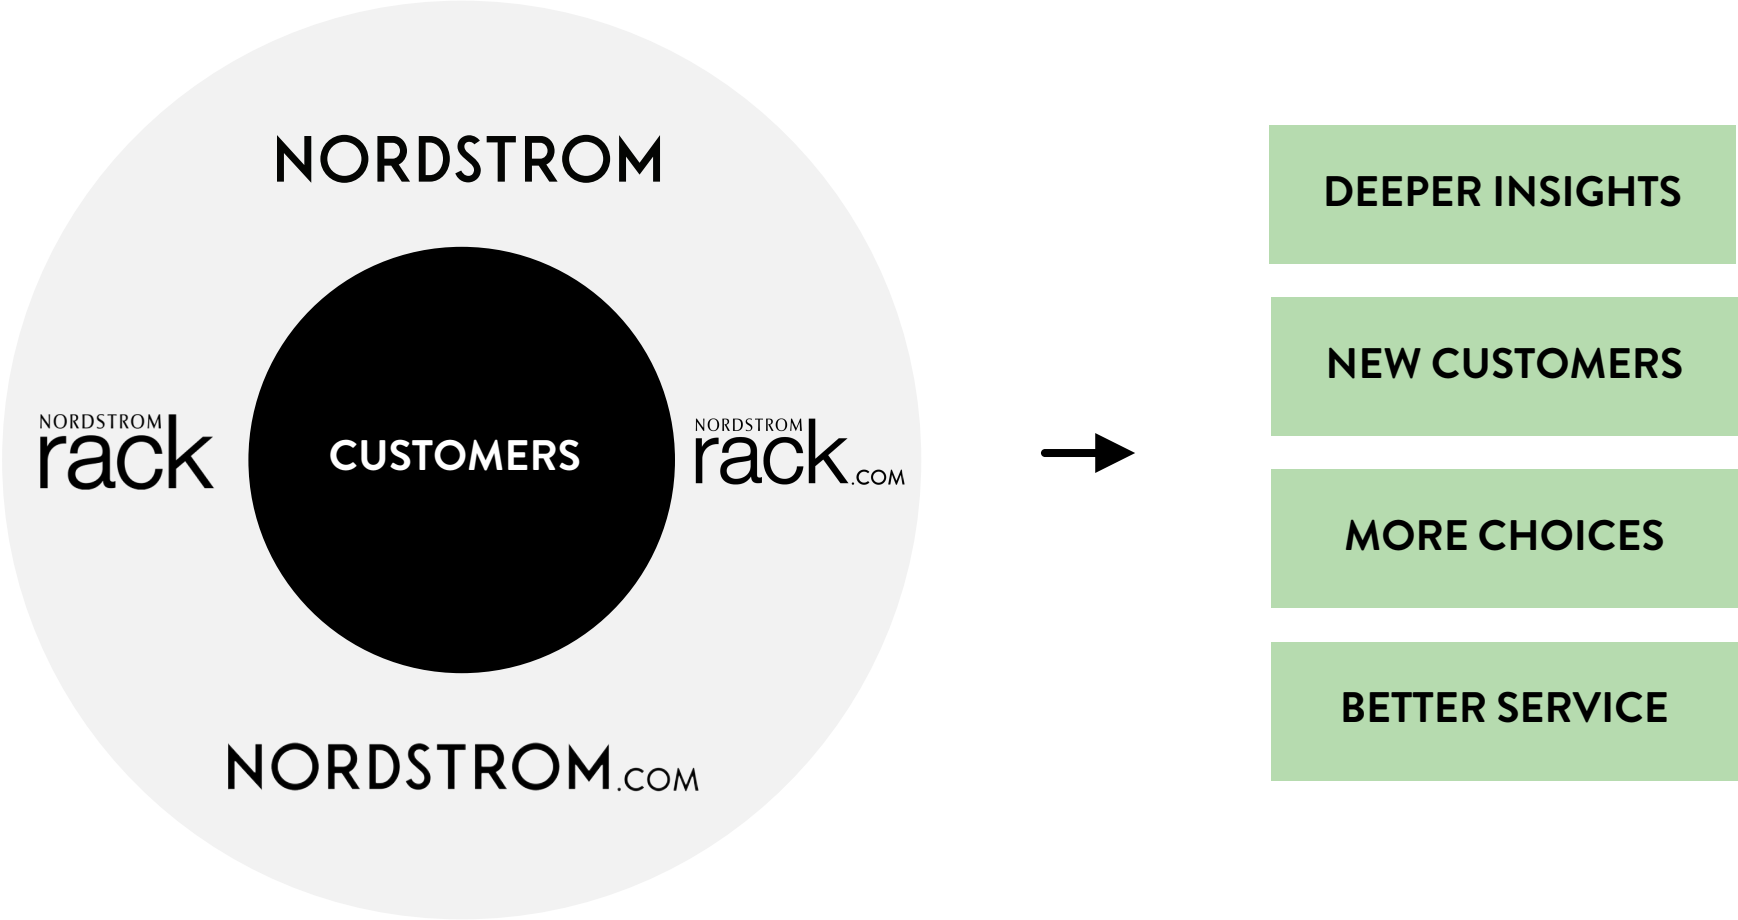 NORDSTROM
NORDSTROM
rack
CUSTOMERS
NORDSTROM
rack.COM
NORDSTROM.COM
DEEPER INSIGHTS
NEW CUSTOMERS
MORE CHOICES
BETTER SERVICE